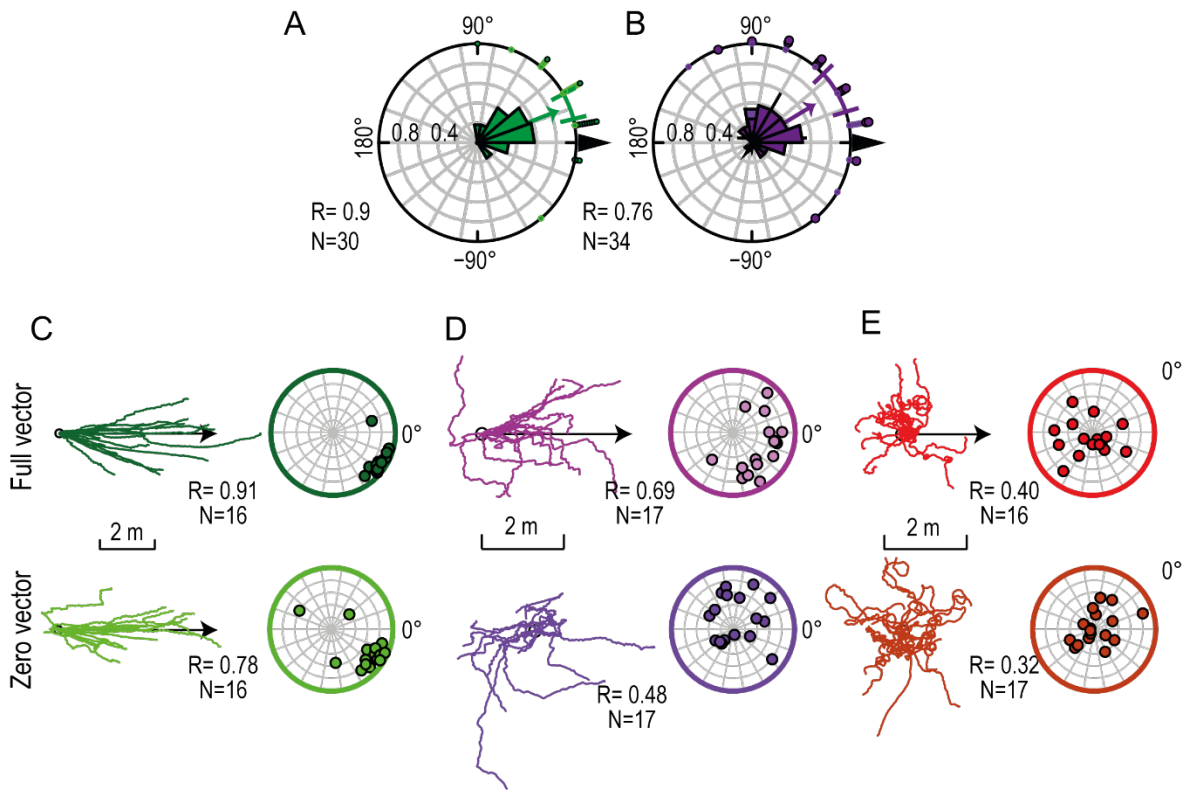 A
B
90°
90°
180°
0.8 0.4
180°
0.8 0.4
R= 0.9
N=30
R= 0.76
N=34
−90°
−90°
C
D
E
Full vector
0°
0°
0°
R= 0.91
N=16
R= 0.69
N=17
R= 0.40
N=16
2 m
2 m
2 m
Zero vector
0°
0°
0°
R= 0.78
N=16
R= 0.48
N=17
R= 0.32
N=17